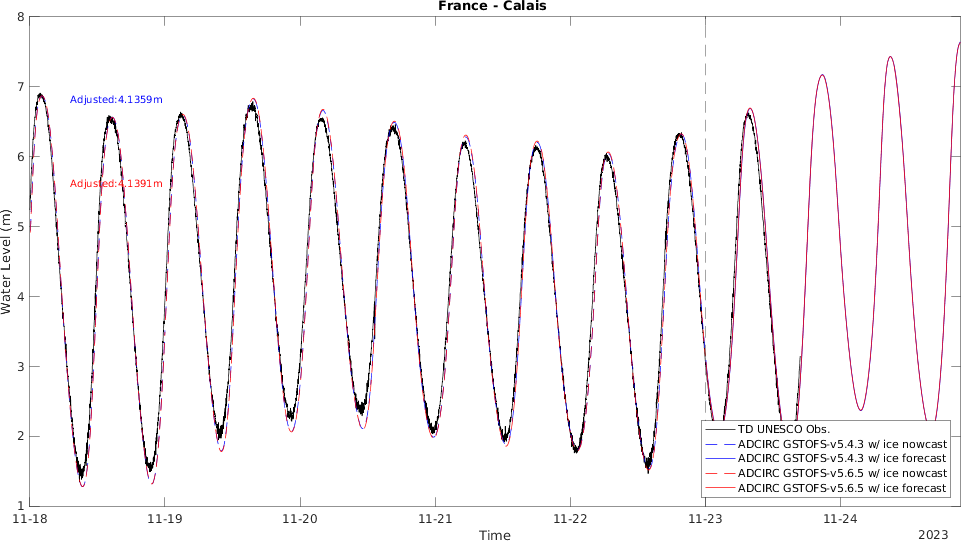 France - Calais
8
7
6
5
4
3
2
1
Water Level (m)
Adjusted:4.1359m
Adjusted:4.1391m
TD UNESCO Obs.
ADCIRC GSTOFS-v5.4.3 w/ ice nowcast
ADCIRC GSTOFS-v5.4.3 w/ ice forecast
ADCIRC GSTOFS-v5.6.5 w/ ice nowcast
ADCIRC GSTOFS-v5.6.5 w/ ice forecast
11-18 11-19 11-20 11-21 11-22 11-23 11-24
Time
2023